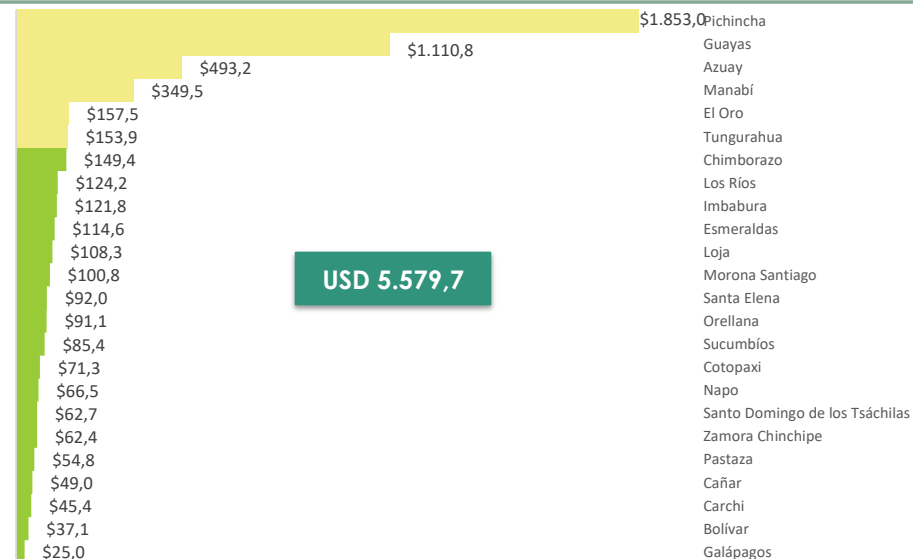 $1.853,0 Pichincha
$1.110,8 Guayas
$493,2 Azuay
$349,5 Manabí
$157,5 El Oro
$153,9 Tungurahua
$149,4 Chimborazo
$124,2 Los Ríos
$121,8 Imbabura
$114,6 Esmeraldas
$108,3 Loja
$100,8 Morona Santiago
USD 5.579,7
$92,0 Santa Elena
$91,1 Orellana
$85,4 Sucumbíos
$71,3 Cotopaxi
$66,5 Napo
$62,7 Santo Domingo de los Tsáchilas
$62,4 Zamora Chinchipe
$54,8 Pastaza
$49,0 Cañar
$45,4 Carchi
$37,1 Bolívar
$25,0 Galápagos